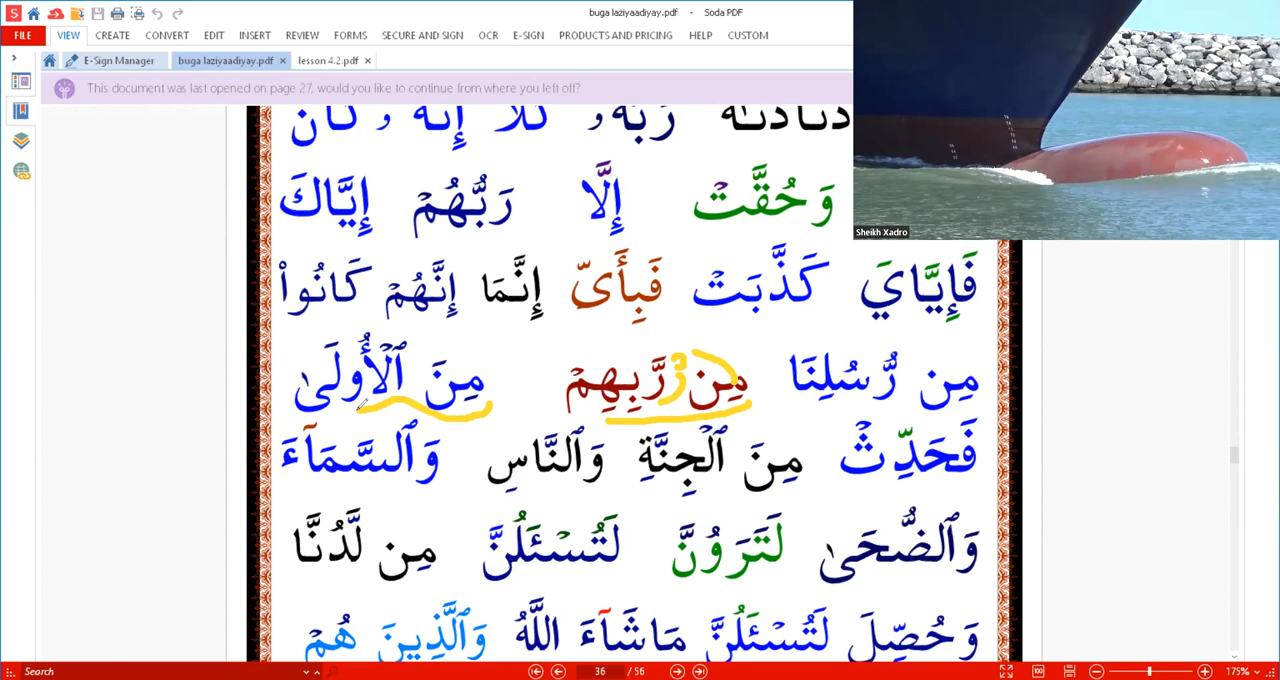 buga laziyaadiyay.pdf - Soda PDF
FILE VIEW CREATE CONVERT EDIT INSERT REVIEW FORMS SECURE AND SIGN OCR E-SIGN PRODUCTS AND PRICING HELP CUSTOM
E-Sign Manager buga laziyaadiyay.pdf lesson 4.2.pdf
This document was last opened on page 27, would you like to continue from where you left off?
Sheikh Xadro
رَبَّهُۥ كَلَّا إِنَّهُۥ كَانَ
وَحُقَّتْ إِلَّا رَبُّهُمْ إِيَّاكَ
فَإِيَّايَ كَذَّبَتْ فَبِأَىِّ إِنَّمَا إِنَّهُمْ كَانُوا۟
مِن رُّسُلِنَا مِن رَّبِهِمْ مِنَ ٱلْأُولَىٰ
فَحَدِّثْ مِنَ ٱلْجِنَّةِ وَٱلنَّاسِ وَٱلسَّمَآءَ
وَٱلضُّحَىٰ لَتَرَوُنَّ لَتُسْـَٔلُنَّ مِن لَّدُنَّا
وَحُصِّلَ لَتُسْـَٔلُنَّ مَاشَآءَ ٱللَّهُ وَٱلَّذِينَ هُمْ
Search 36 / 56 175%